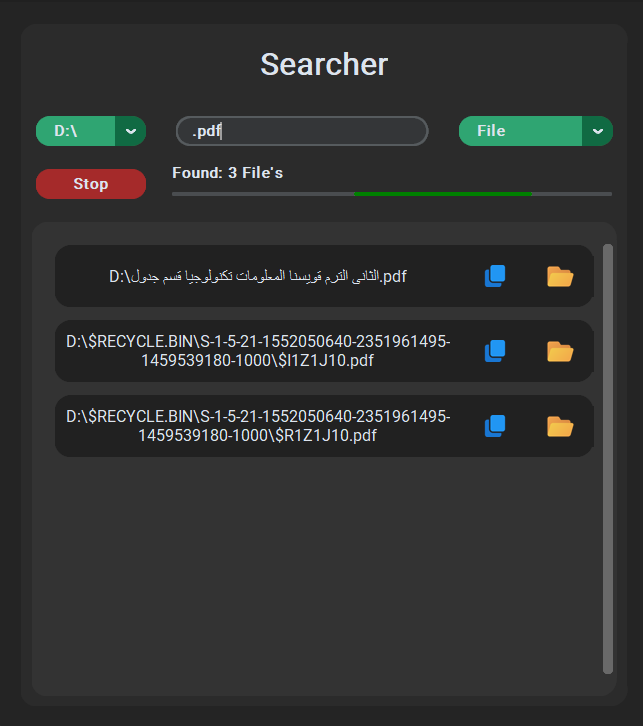 Searcher
D:\
.pdf
File
Stop
Found: 3 File's
D:\الثانى الترم قويسنا المعلومات تكنولوجيا قسم جدول.pdf
D:\$RECYCLE.BIN\S-1-5-21-1552050640-2351961495-
1459539180-1000\$I1Z1J10.pdf
D:\$RECYCLE.BIN\S-1-5-21-1552050640-2351961495-
1459539180-1000\$R1Z1J10.pdf